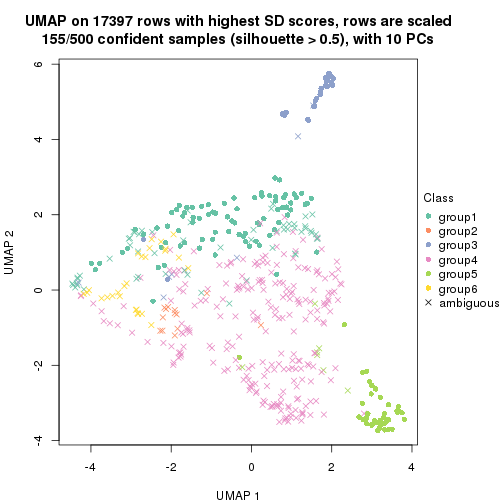 UMAP on 17397 rows with highest SD scores, rows are scaled
155/500 confident samples (silhouette > 0.5), with 10 PCs
6
4
2
0
-2
-4
UMAP 2
-4
-2
0
2
4
UMAP 1
Class
group1
group2
group3
group4
group5
group6
ambiguous